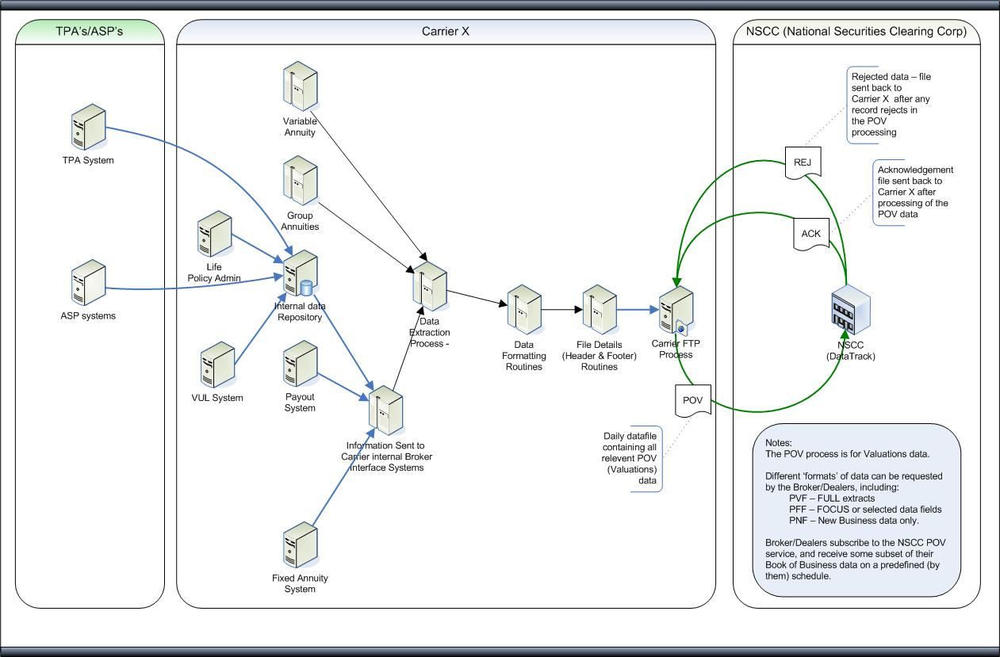 TPA's/ASP's
Carrier X
NSCC (National Securities Clearing Corp)
TPA System
ASP systems
Variable
Annuity
Group
Annuities
Life
Policy Admin
Internal data
Repository
VUL System
Payout
System
Information Sent to
Carrier internal Broker
Interface Systems
Fixed Annuity
System
Data
Extraction
Process -
Data
Formatting
Routines
File Details
(Header & Footer)
Routines
Carrier FTP
Process
POV
Daily datafile
containing all
relevent POV
(Valuations)
data
REJ
Rejected data – file
sent back to
Carrier X after any
record rejects in
the POV
processing
ACK
Acknowledgement
file sent back to
Carrier X after
processing of the
POV data
NSCC
(DataTrack)
Notes:
The POV process is for Valuations data.
Different 'formats' of data can be requested
by the Broker/Dealers, including:
PVF – FULL extracts
PFF – FOCUS or selected data fields
PNF – New Business data only.
Broker/Dealers subscribe to the NSCC POV
service, and receive some subset of their
Book of Business data on a predefined (by
them) schedule.